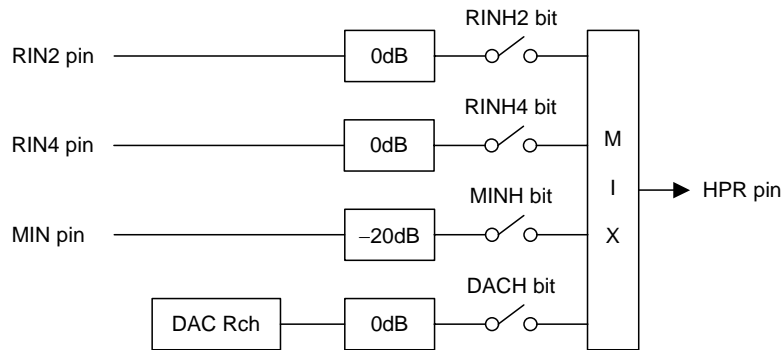 RINH2 bit
RIN2 pin
0dB
RINH4 bit
RIN4 pin
0dB
M
I
X
HPR pin
MINH bit
MIN pin
−20dB
DACH bit
DAC Rch
0dB